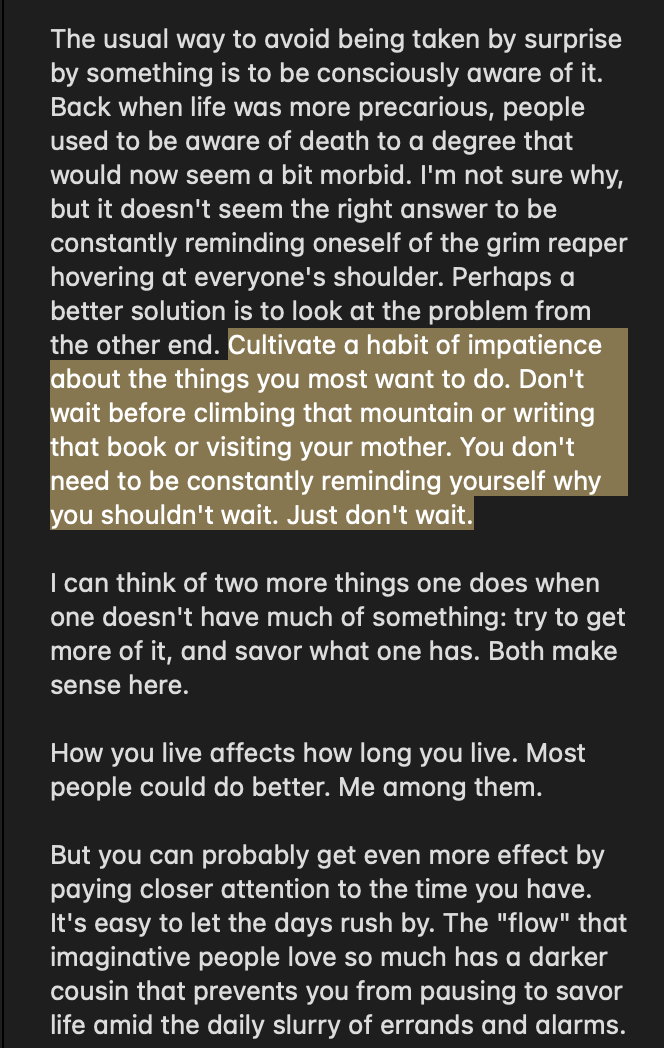 The usual way to avoid being taken by surprise
by something is to be consciously aware of it.
Back when life was more precarious, people
used to be aware of death to a degree that
would now seem a bit morbid. I'm not sure why,
but it doesn't seem the right answer to be
constantly reminding oneself of the grim reaper
hovering at everyone's shoulder. Perhaps a
better solution is to look at the problem from
the other end. Cultivate a habit of impatience
about the things you most want to do. Don't
wait before climbing that mountain or writing
that book or visiting your mother. You don't
need to be constantly reminding yourself why
you shouldn't wait. Just don't wait.
I can think of two more things one does when
one doesn't have much of something: try to get
more of it, and savor what one has. Both make
sense here.
How you live affects how long you live. Most
people could do better. Me among them.
But you can probably get even more effect by
paying closer attention to the time you have.
It's easy to let the days rush by. The "flow" that
imaginative people love so much has a darker
cousin that prevents you from pausing to savor
life amid the daily slurry of errands and alarms.